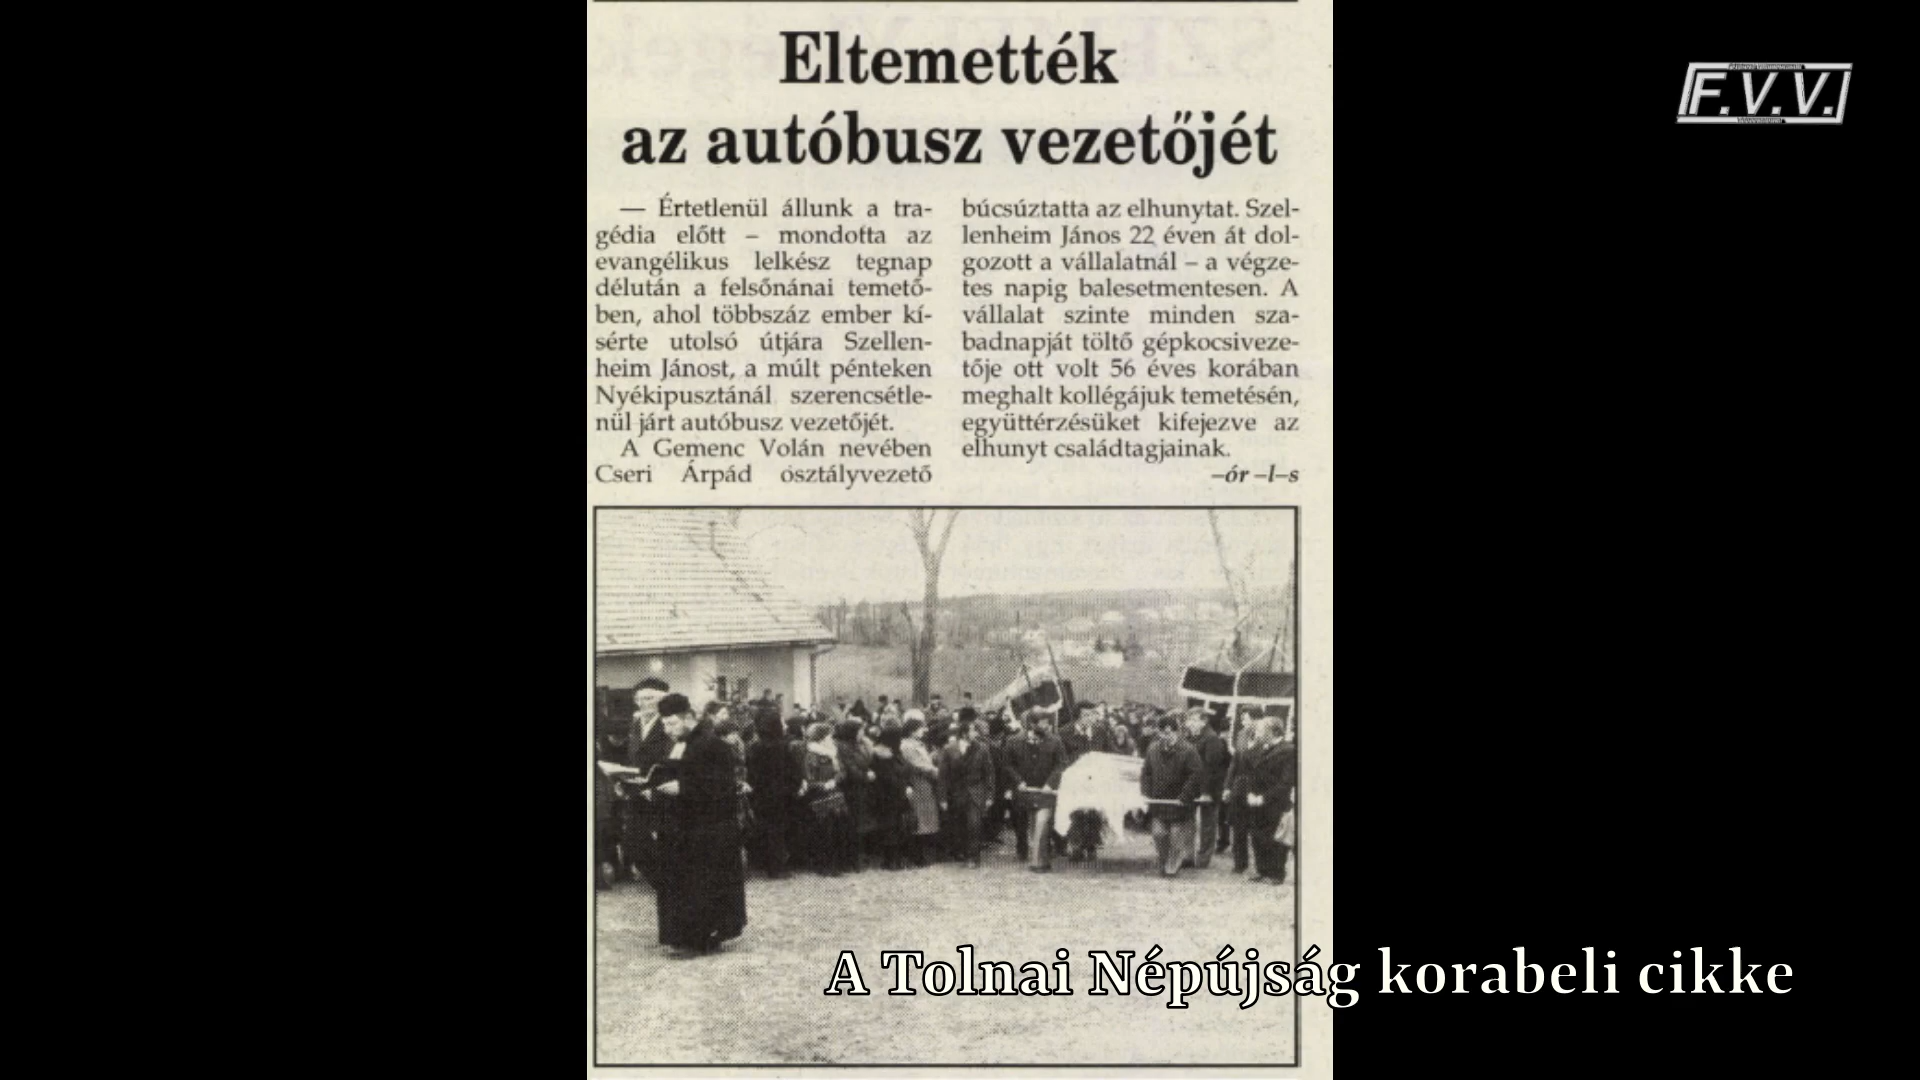 Eltemették
az autóbusz vezetőjét
— Értetlenül állunk a tra-
gédia előtt – mondotta az
evangélikus lelkész tegnap
délután a felsőnánai temető-
ben, ahol többszáz ember kí-
sérte utolsó útjára Szellen-
heim Jánost, a múlt pénteken
Nyékipusztánál szerencsétle-
nül járt autóbusz vezetőjét.
A Gemenc Volán nevében
Cseri Árpád osztályvezető
búcsúztatta az elhunytat. Szel-
lenheim János 22 éven át dol-
gozott a vállalatnál – a végze-
tes napig balesetmentesen. A
vállalat szinte minden sza-
badnapját töltő gépkocsiveze-
tője ott volt 56 éves korában
meghalt kollégájuk temetésén,
együttérzésüket kifejezve az
elhunyt családtagjainak.
–ór –l–s
F.V.V.
A Tolnai Népújság korabeli cikke